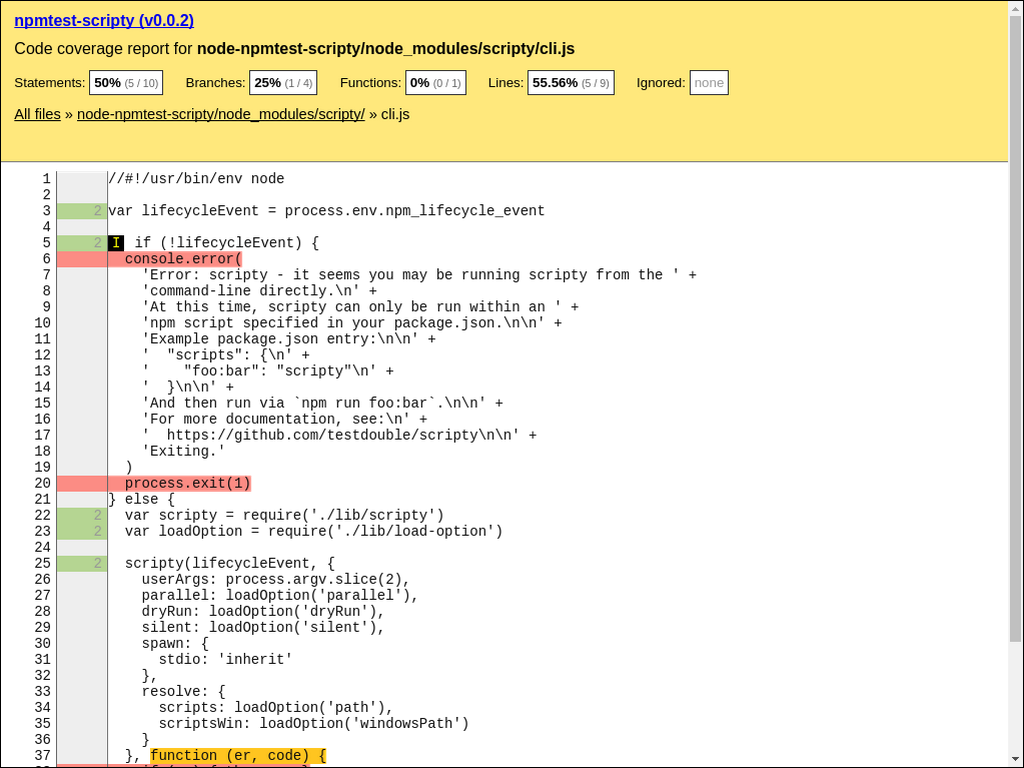 npmtest-scripty (v0.0.2)
Code coverage report for node-npmtest-scripty/node_modules/scripty/cli.js
Statements: 50% (5 / 10) Branches: 25% (1 / 4) Functions: 0% (0 / 1) Lines: 55.56% (5 / 9) Ignored: none
All files » node-npmtest-scripty/node_modules/scripty/ » cli.js
1 //#!/usr/bin/env node
2
3 2 var lifecycleEvent = process.env.npm_lifecycle_event
4
5 2 I if (!lifecycleEvent) {
6 console.error(
7 'Error: scripty - it seems you may be running scripty from the ' +
8 'command-line directly.\n' +
9 'At this time, scripty can only be run within an ' +
10 'npm script specified in your package.json.\n\n' +
11 'Example package.json entry:\n\n' +
12 '  "scripts": {\n' +
13 '    "foo:bar": "scripty"\n' +
14 '  }\n\n' +
15 'And then run via `npm run foo:bar`.\n\n' +
16 'For more documentation, see:\n' +
17 '  https://github.com/testdouble/scripty\n\n' +
18 'Exiting.'
19 )
20 process.exit(1)
21 } else {
22 2 var scripty = require('./lib/scripty')
23 2 var loadOption = require('./lib/load-option')
24
25 2 scripty(lifecycleEvent, {
26 userArgs: process.argv.slice(2),
27 parallel: loadOption('parallel'),
28 dryRun: loadOption('dryRun'),
29 silent: loadOption('silent'),
30 spawn: {
31 stdio: 'inherit'
32 },
33 resolve: {
34 scripts: loadOption('path'),
35 scriptsWin: loadOption('windowsPath')
36 }
37 }, function (er, code) {